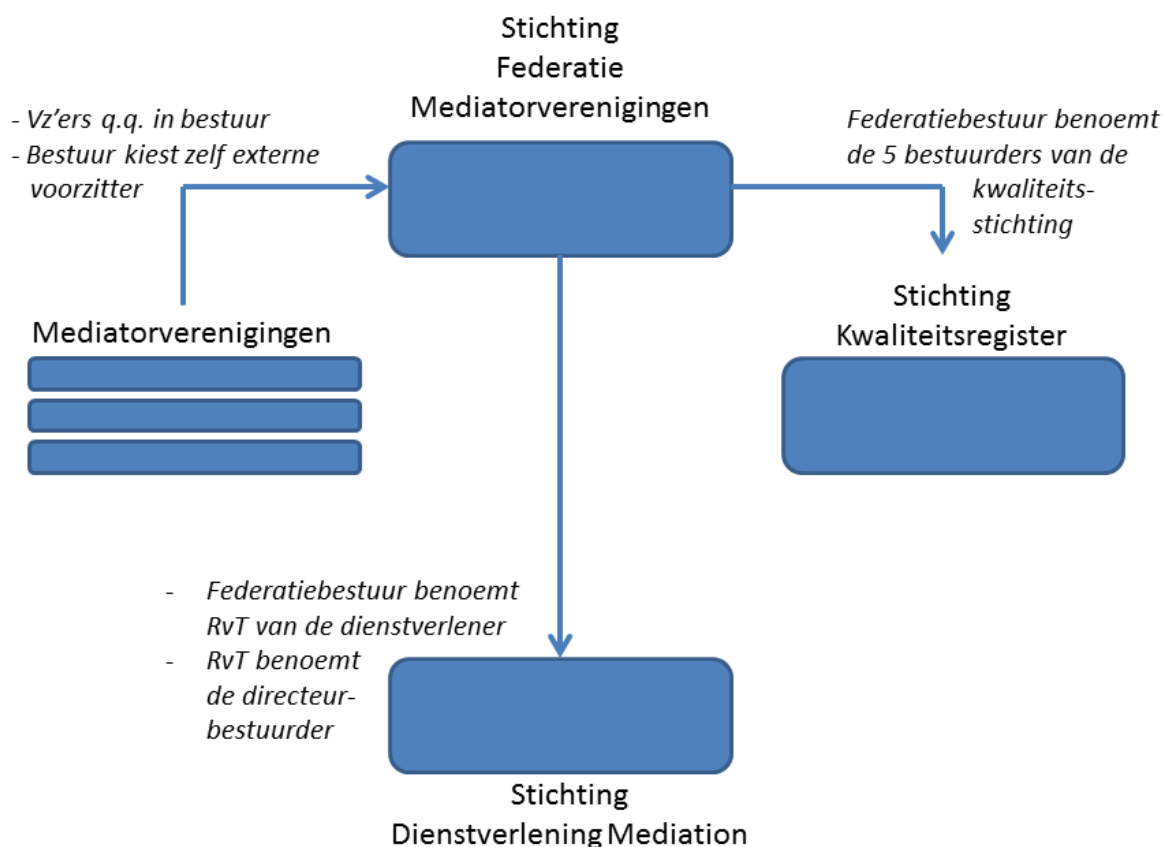 Stichting
Federatie
Mediatorverenigingen
- Vz'ers q.q. in bestuur
- Bestuur kiest zelf externe
voorzitter
Federatiebestuur benoemt
de 5 bestuurders van de
kwaliteits-
stichting
Mediatorverenigingen
Stichting
Kwaliteitsregister
- Federatiebestuur benoemt
RvT van de dienstverlener
- RvT benoemt
de directeur-
bestuurder
Stichting
Dienstverlening Mediation